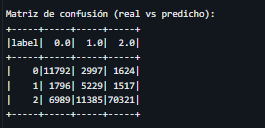 Matriz de confusión (real vs predicho):
+-----+-----+-----+-----+
|label|  0.0|  1.0|  2.0|
+-----+-----+-----+-----+
|    0|11792| 2997| 1624|
|    1| 1796| 5229| 1517|
|    2| 6989|11385|70321|
+-----+-----+-----+-----+